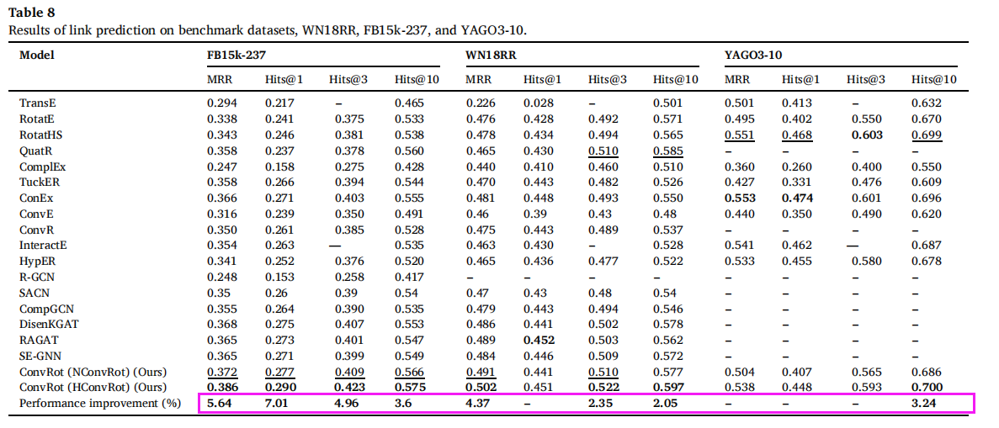 Table 8
Results of link prediction on benchmark datasets, WN18RR, FB15k-237, and YAGO3-10.
Model FB15k-237 WN18RR YAGO3-10
MRR Hits@1 Hits@3 Hits@10 MRR Hits@1 Hits@3 Hits@10 MRR Hits@1 Hits@3 Hits@10
TransE 0.294 0.217 – 0.465 0.226 0.028 – 0.501 0.501 0.413 – 0.632
RotatE 0.338 0.241 0.375 0.533 0.476 0.428 0.492 0.571 0.495 0.402 0.550 0.670
RotatHS 0.343 0.246 0.381 0.538 0.478 0.434 0.494 0.565 0.551 0.468 0.603 0.699
QuatR 0.358 0.237 0.378 0.560 0.465 0.430 0.510 0.585 – – – –
ComplEx 0.247 0.158 0.275 0.428 0.440 0.410 0.460 0.510 0.360 0.260 0.400 0.550
TuckER 0.358 0.266 0.394 0.544 0.470 0.443 0.482 0.526 0.427 0.331 0.476 0.609
ConEx 0.366 0.271 0.403 0.555 0.481 0.448 0.493 0.550 0.553 0.474 0.601 0.696
ConvE 0.316 0.239 0.350 0.491 0.46 0.39 0.43 0.48 0.440 0.350 0.490 0.620
ConvR 0.350 0.261 0.385 0.528 0.475 0.443 0.489 0.537 – – – –
InteractE 0.354 0.263 — 0.535 0.463 0.430 – 0.528 0.541 0.462 — 0.687
HypER 0.341 0.252 0.376 0.520 0.465 0.436 0.477 0.522 0.533 0.455 0.580 0.678
R-GCN 0.248 0.153 0.258 0.417 – – – – – – – –
SACN 0.35 0.26 0.39 0.54 0.47 0.43 0.48 0.54 – – – –
CompGCN 0.355 0.264 0.390 0.535 0.479 0.443 0.494 0.546 – – – –
DisenKGAT 0.368 0.275 0.407 0.553 0.486 0.441 0.502 0.578 – – – –
RAGAT 0.365 0.273 0.401 0.547 0.489 0.452 0.503 0.562 – – – –
SE-GNN 0.365 0.271 0.399 0.549 0.484 0.446 0.509 0.572 – – – –
ConvRot (NConvRot) (Ours) 0.372 0.277 0.409 0.566 0.491 0.441 0.510 0.577 0.504 0.407 0.565 0.686
ConvRot (HConvRot) (Ours) 0.386 0.290 0.423 0.575 0.502 0.451 0.522 0.597 0.538 0.448 0.593 0.700
Performance improvement (%) 5.64 7.01 4.96 3.6 4.37 – 2.35 2.05 – – – 3.24